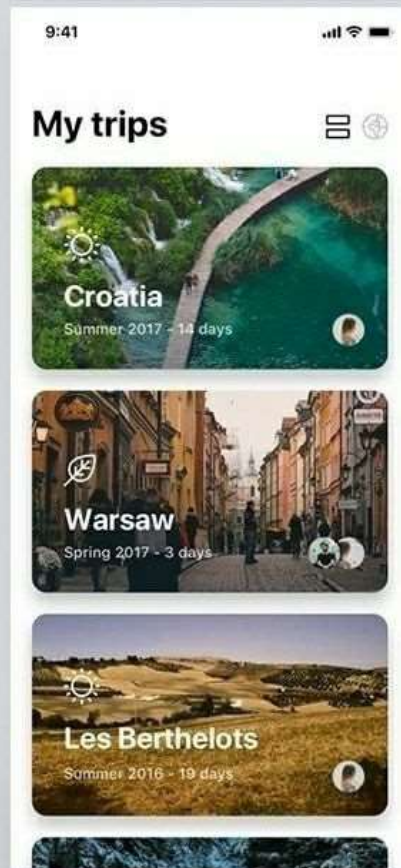 9:41
My trips
Croatia
Summer 2017 - 14 days
Warsaw
Spring 2017 - 3 days
Les Berthelots
Sommer 2016 - 19 days